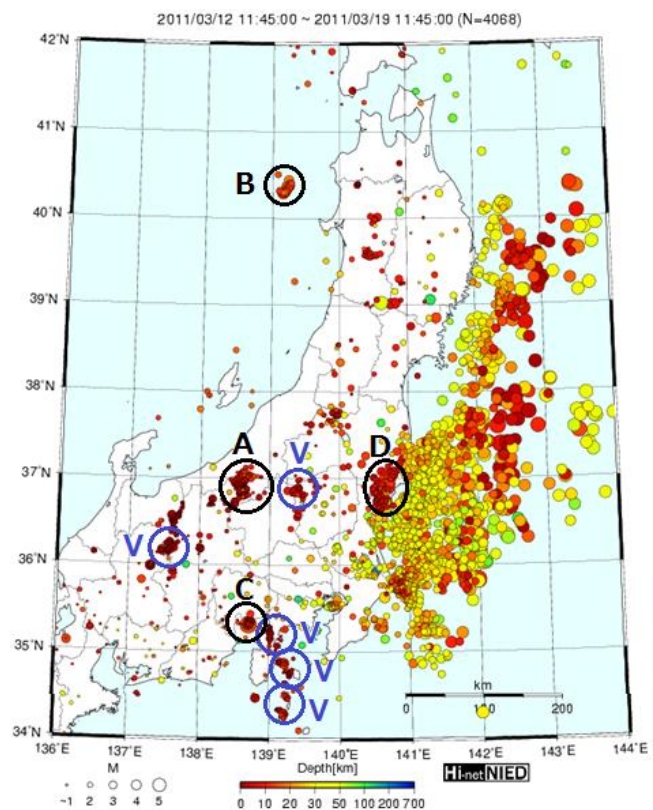 2011/03/12 11:45:00 ~ 2011/03/19 11:45:00 (N=4068)
42°N
41°N
B
40°N
39°N
38°N
A
V
D
37°N
V
36°N
C
V
35°N
V
V
km
0 100 200
34°N
136°E 137°E 138°E 139°E 140°E 141°E 142°E 143°E 144°E
M
~1 2 3 4 5
Depth[km]
0 10 20 30 50 100 200 700
Hi-net NIED